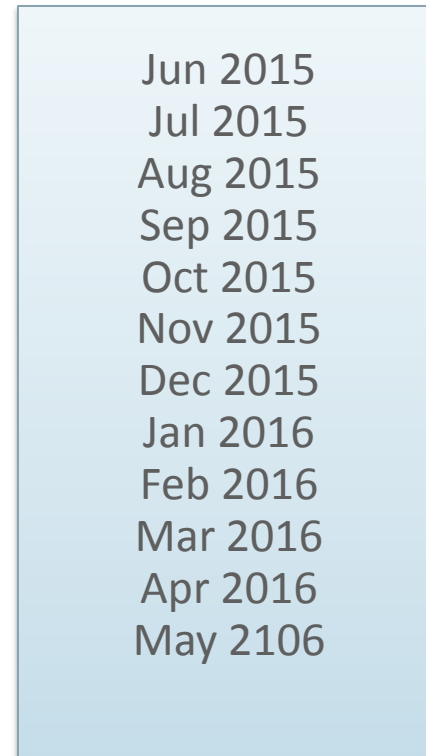 Jun 2015
Jul 2015
Aug 2015
Sep 2015
Oct 2015
Nov 2015
Dec 2015
Jan 2016
Feb 2016
Mar 2016
Apr 2016
May 2106